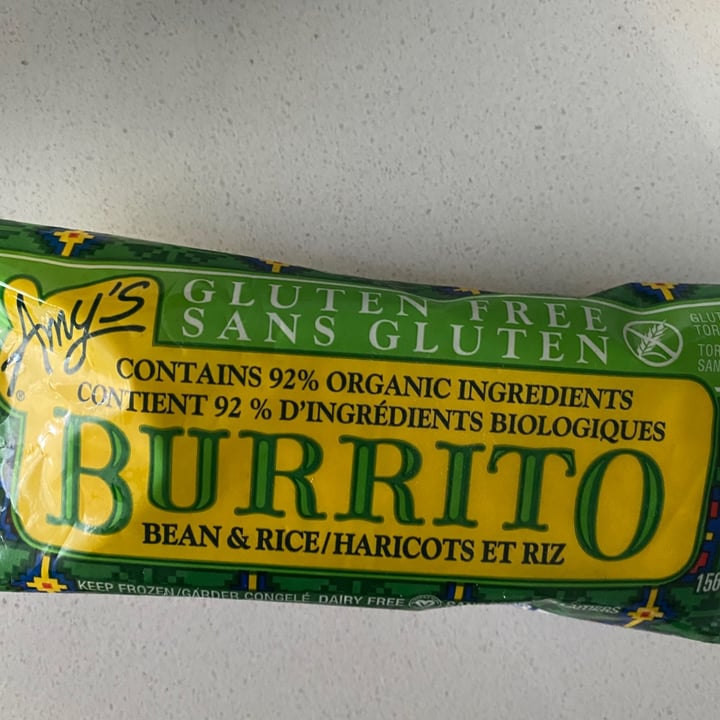 Amy's
GLUTEN FREE
SANS GLUTEN
CONTAINS 92% ORGANIC INGREDIENTS
CONTIENT 92 % D'INGRÉDIENTS BIOLOGIQUES
BURRITO
BEAN & RICE/HARICOTS ET RIZ
KEEP FROZEN/GARDER CONGELÉ DAIRY FREE
156